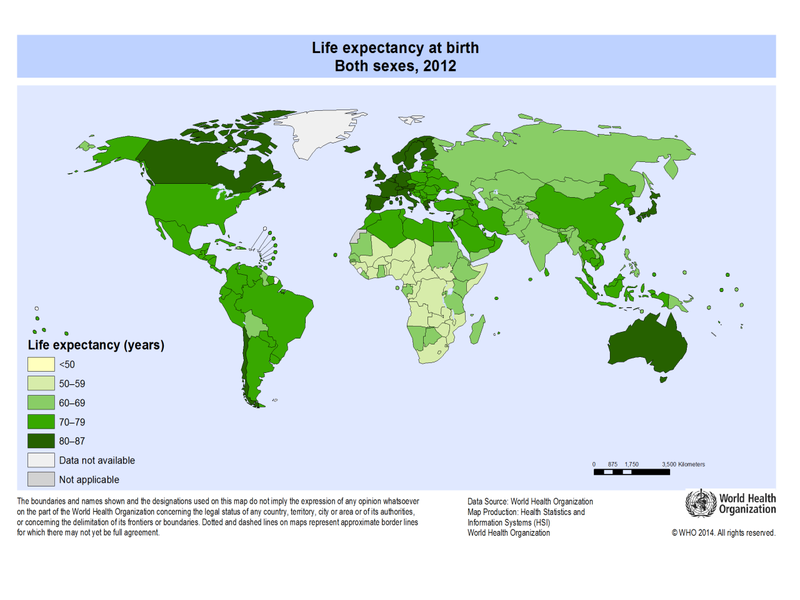 Life expectancy at birth
Both sexes, 2012
Life expectancy (years)
<50
50–59
60–69
70–79
80–87
Data not available
Not applicable
0 875 1,750 3,500 Kilometers
The boundaries and names shown and the designations used on this map do not imply the expression of any opinion whatsoever
on the part of the World Health Organization concerning the legal status of any country, territory, city or area or of its authorities,
or concerning the delimitation of its frontiers or boundaries. Dotted and dashed lines on maps represent approximate border lines
for which there may not yet be full agreement.
Data Source: World Health Organization
Map Production: Health Statistics and
Information Systems (HSI)
World Health Organization
World Health
Organization
© WHO 2014. All rights reserved.